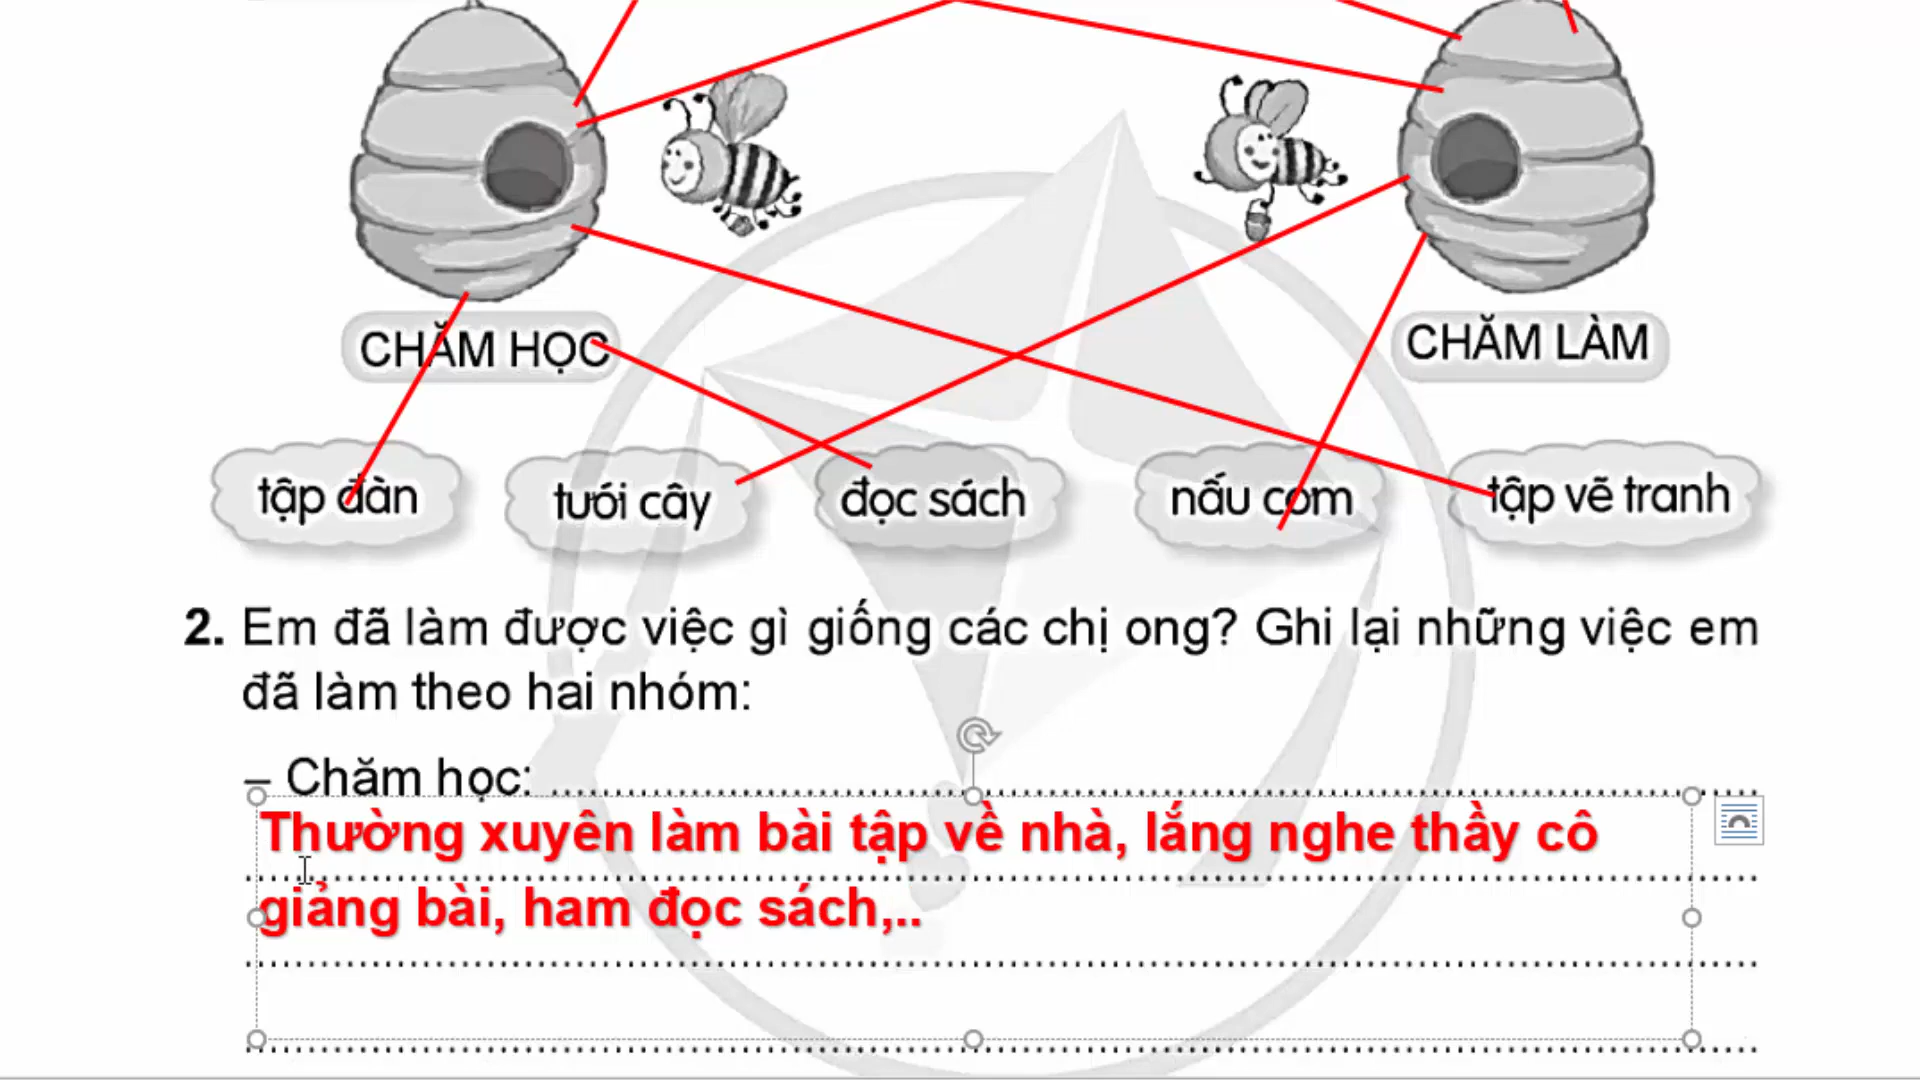 CHĂM HỌC
CHĂM LÀM
tập đàn
tưới cây
đọc sách
nấu cơm
tập vẽ tranh
2. Em đã làm được việc gì giống các chị ong? Ghi lại những việc em
đã làm theo hai nhóm:
– Chăm học:
Thường xuyên làm bài tập về nhà, lắng nghe thầy cô
giảng bài, ham đọc sách,..